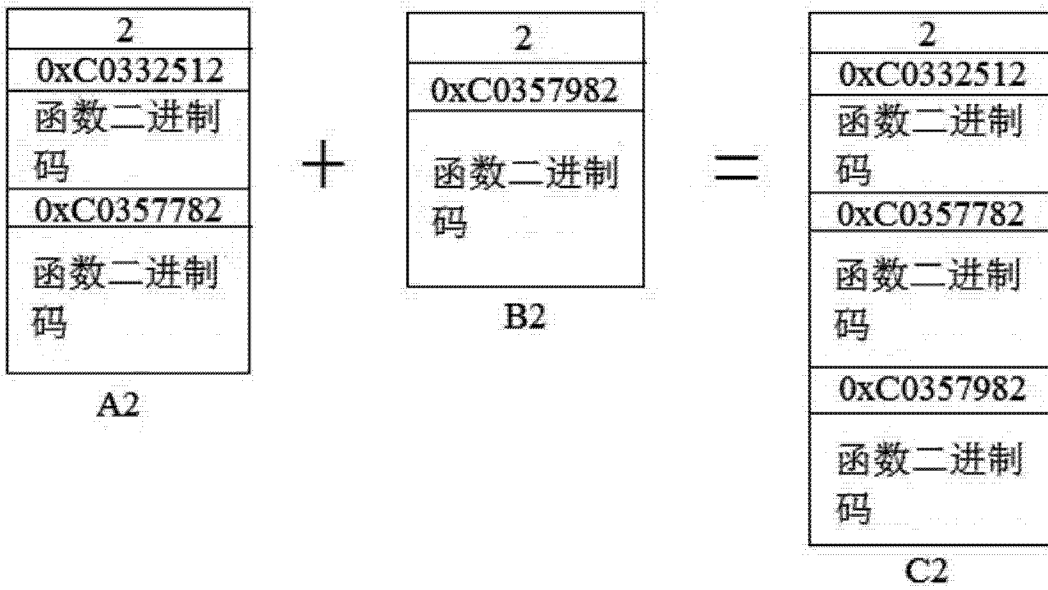 2
0xC0332512
函数二进制
码
0xC0357782
函数二进制
码
A2
+
2
0xC0357982
函数二进制
码
B2
=
2
0xC0332512
函数二进制
码
0xC0357782
函数二进制
码
0xC0357982
函数二进制
码
C2